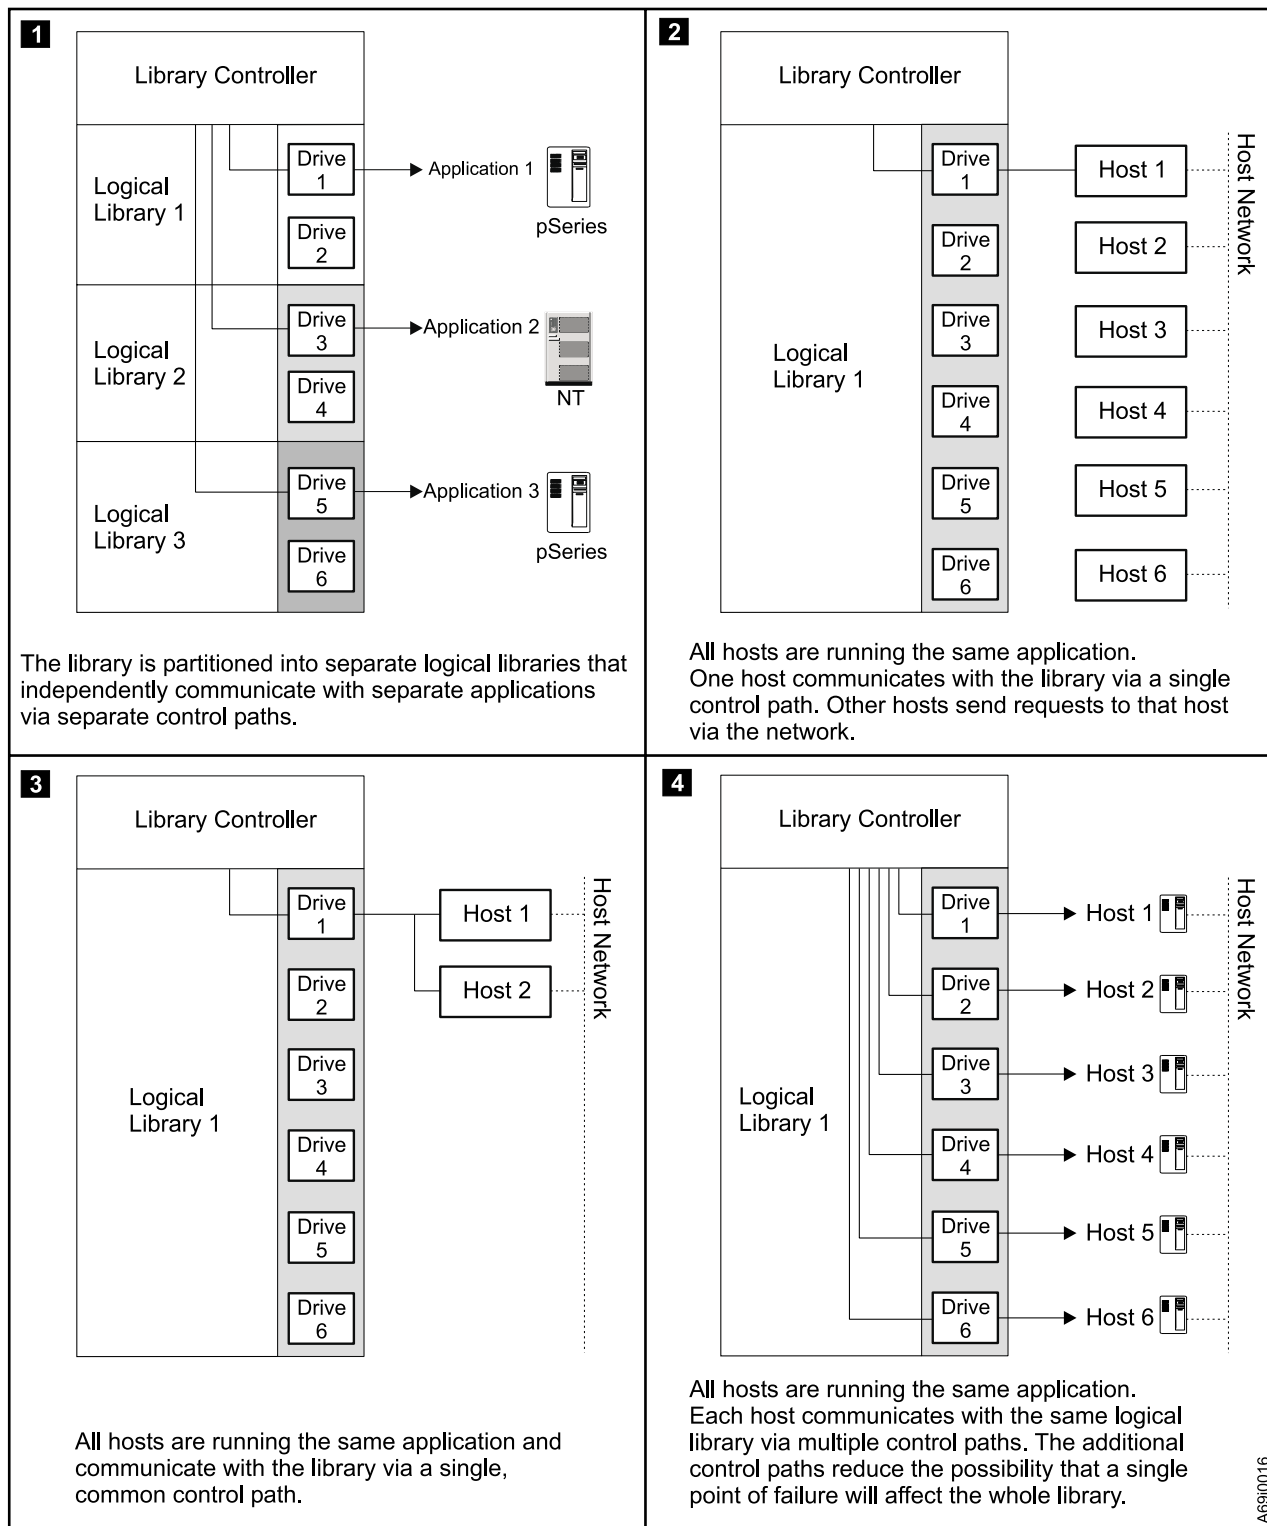 1
Library Controller
Logical
Library 1
Drive
1
Drive
2
Application 1
pSeries
Logical
Library 2
Drive
3
Drive
4
Application 2
NT
Logical
Library 3
Drive
5
Drive
6
Application 3
pSeries
The library is partitioned into separate logical libraries that
independently communicate with separate applications
via separate control paths.
2
Library Controller
Logical
Library 1
Drive
1
Drive
2
Drive
3
Drive
4
Drive
5
Drive
6
Host 1
Host 2
Host 3
Host 4
Host 5
Host 6
Host Network
All hosts are running the same application.
One host communicates with the library via a single
control path. Other hosts send requests to that host
via the network.
3
Library Controller
Logical
Library 1
Drive
1
Drive
2
Drive
3
Drive
4
Drive
5
Drive
6
Host 1
Host 2
Host Network
All hosts are running the same application and
communicate with the library via a single,
common control path.
4
Library Controller
Logical
Library 1
Drive
1
Drive
2
Drive
3
Drive
4
Drive
5
Drive
6
Host 1
Host 2
Host 3
Host 4
Host 5
Host 6
Host Network
All hosts are running the same application.
Each host communicates with the same logical
library via multiple control paths. The additional
control paths reduce the possibility that a single
point of failure will affect the whole library.
A69i0016